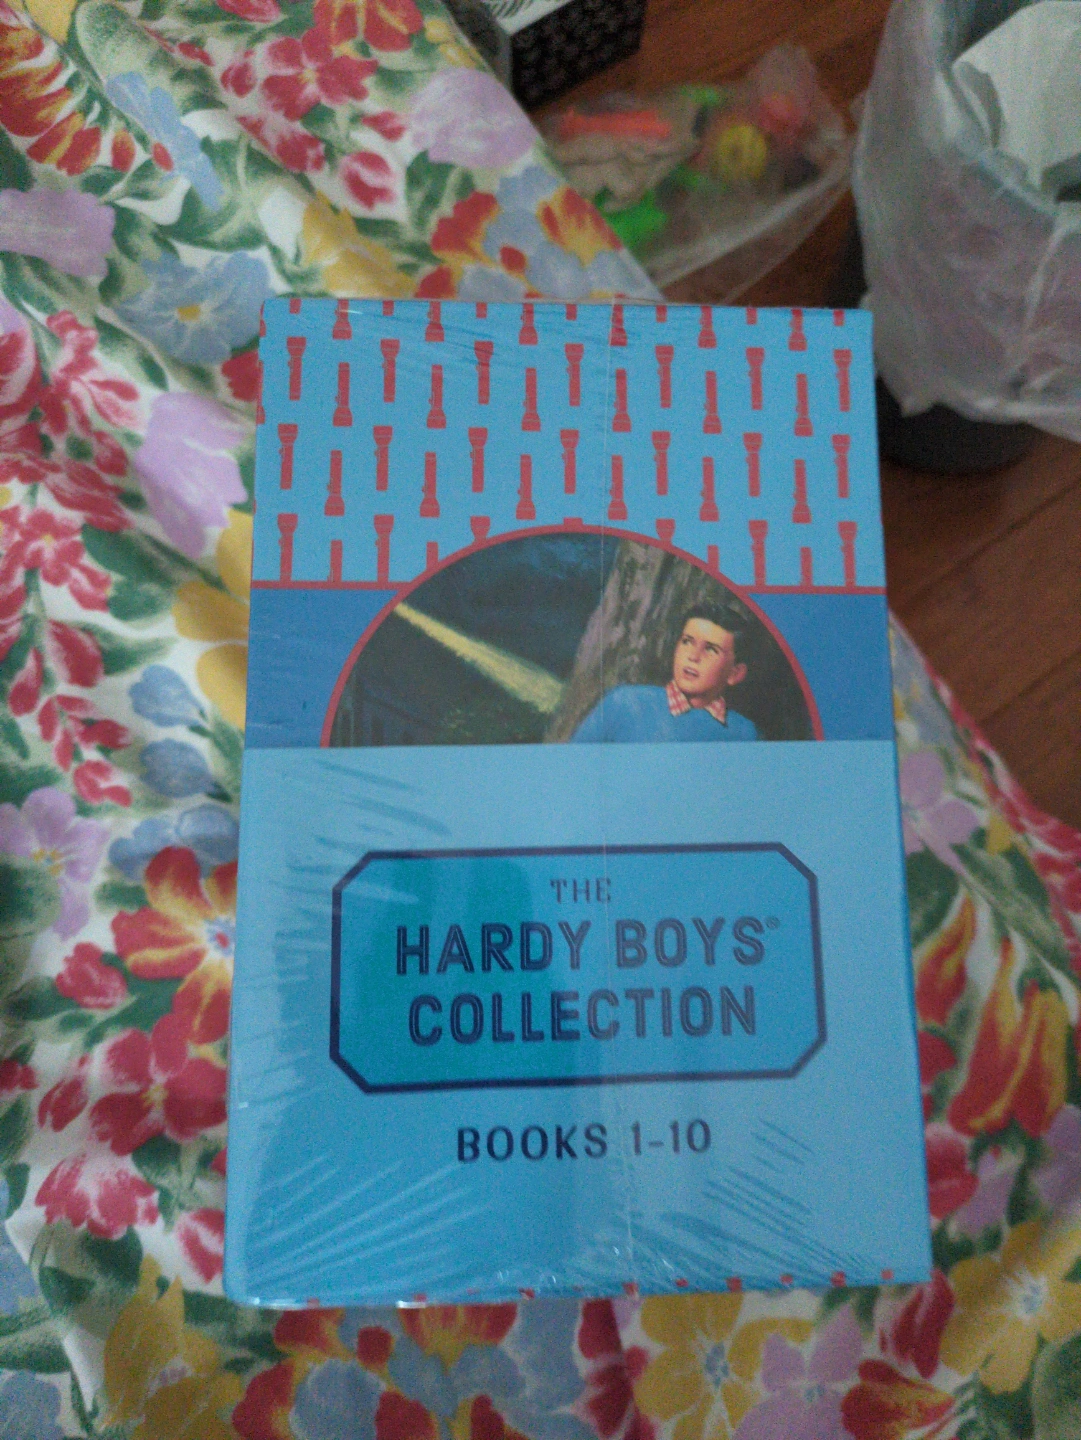 THE
HARDY BOYS®
COLLECTION
BOOKS 1-10